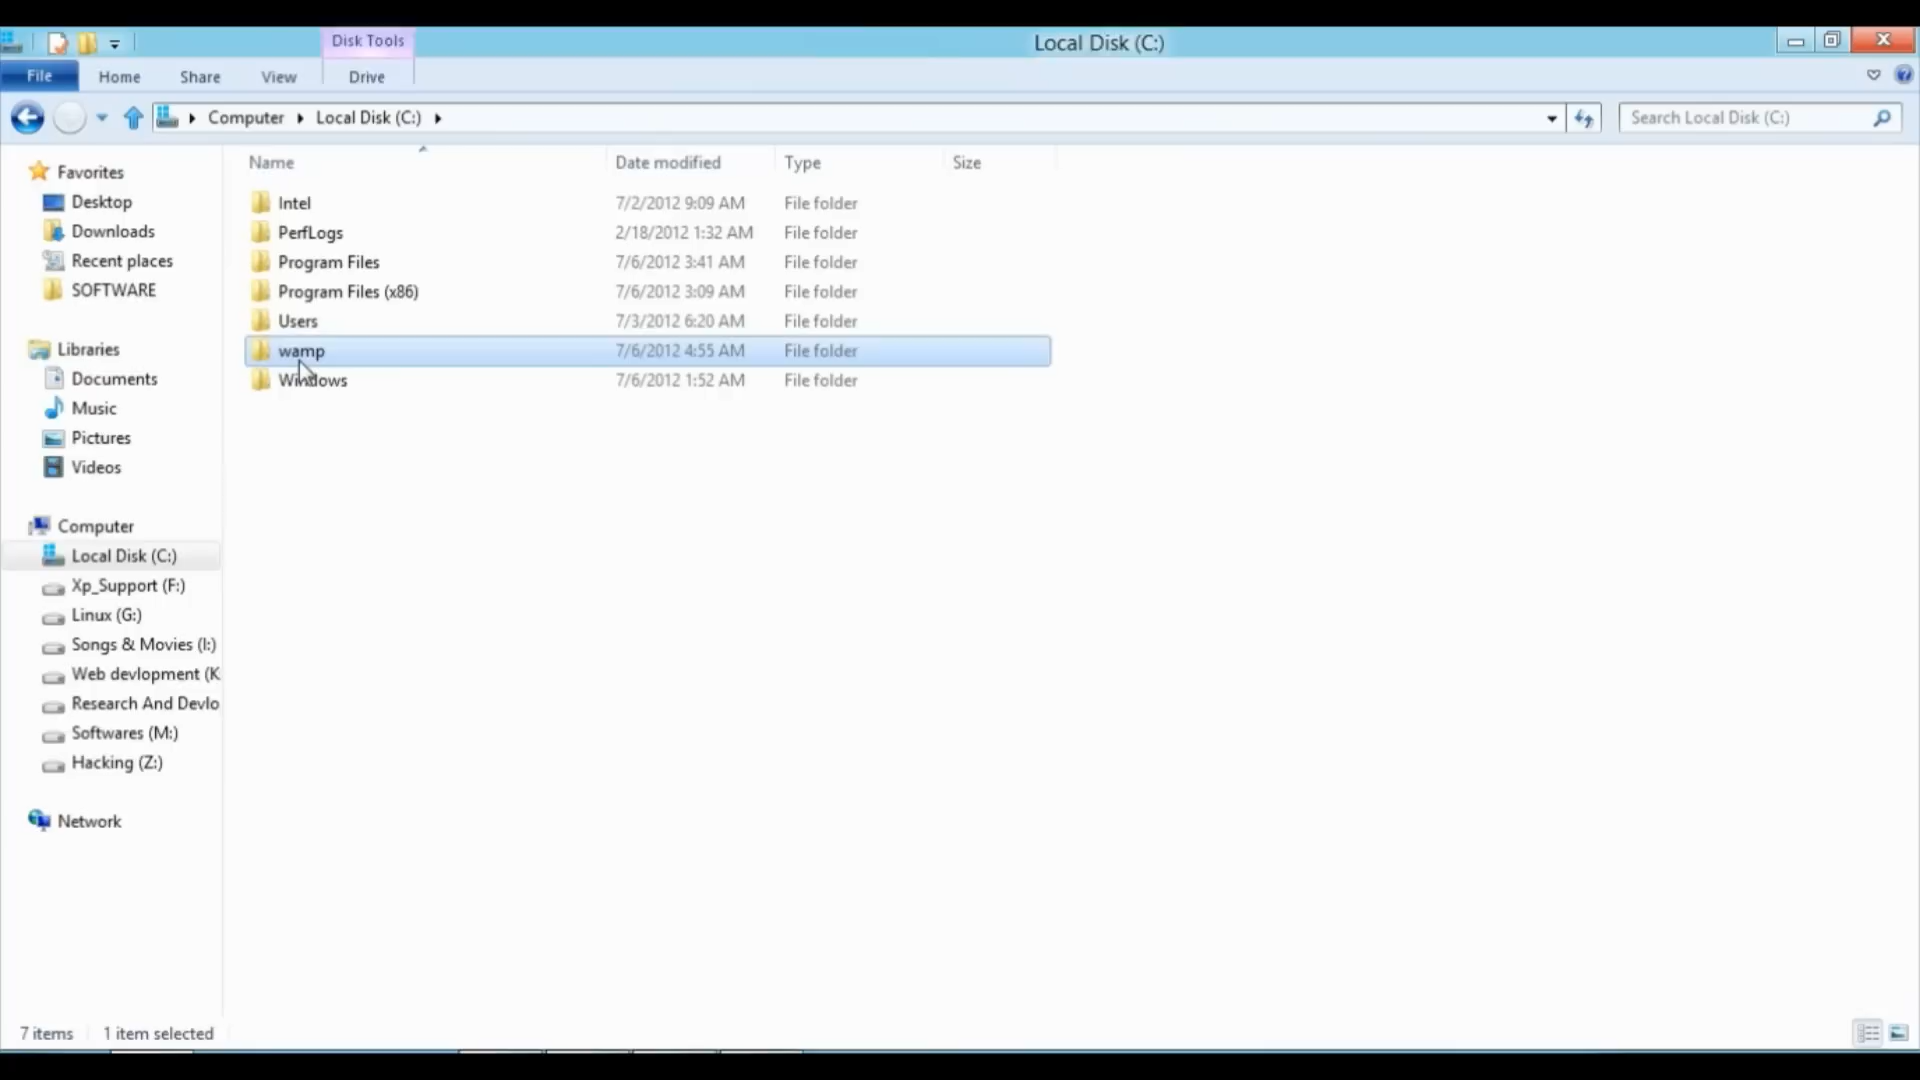 Disk Tools
Local Disk (C:)
File Home Share View Drive
Computer Local Disk (C:)
Search Local Disk (C:)
Name Date modified Type Size
Favorites
Desktop
Downloads
Recent places
SOFTWARE
Libraries
Documents
Music
Pictures
Videos
Computer
Local Disk (C:)
Xp_Support (F:)
Linux (G:)
Songs & Movies (I:)
Web devlopment (K
Research And Devlo
Softwares (M:)
Hacking (Z:)
Network
Intel 7/2/2012 9:09 AM File folder
PerfLogs 2/18/2012 1:32 AM File folder
Program Files 7/6/2012 3:41 AM File folder
Program Files (x86) 7/6/2012 3:09 AM File folder
Users 7/3/2012 6:20 AM File folder
wamp 7/6/2012 4:55 AM File folder
Windows 7/6/2012 1:52 AM File folder
7 items 1 item selected